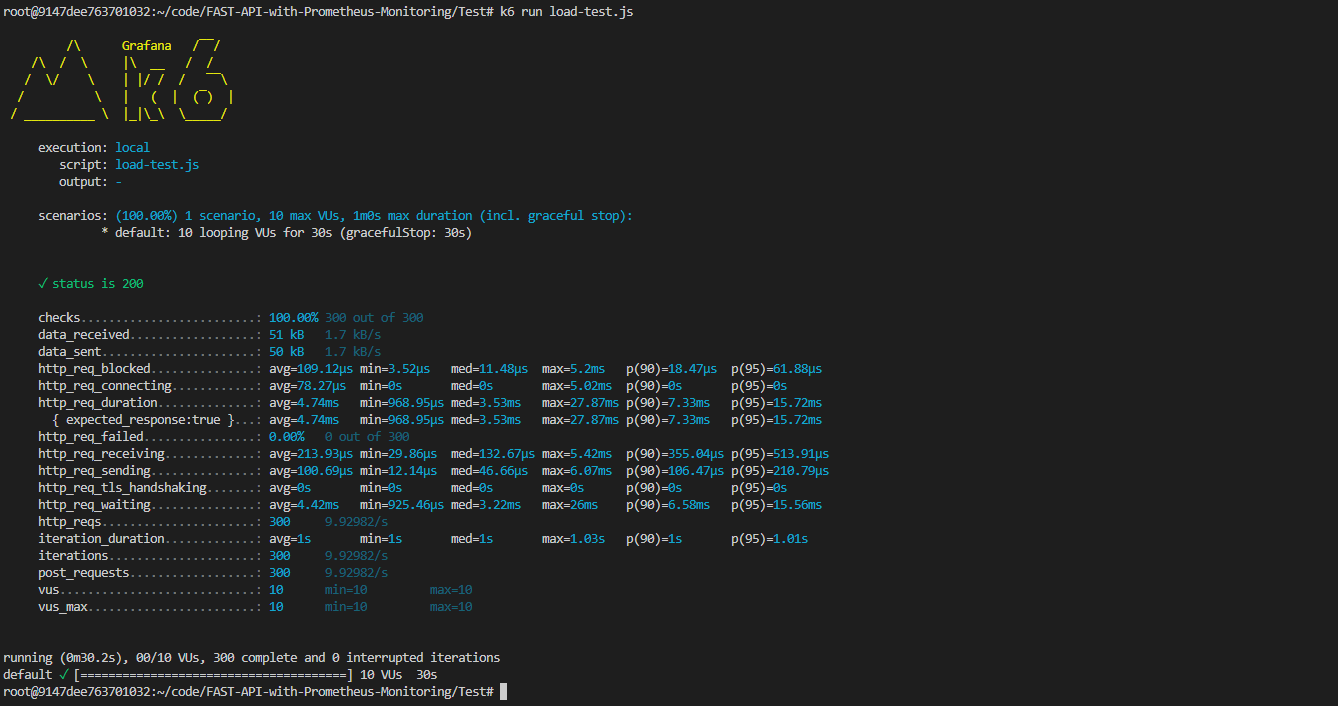 root@9147dee763701032:~/code/FAST-API-with-Prometheus-Monitoring/Test# k6 run load-test.js
Grafana
execution: local
script: load-test.js
output: -
scenarios: (100.00%) 1 scenario, 10 max VUs, 1m0s max duration (incl. graceful stop):
* default: 10 looping VUs for 30s (gracefulStop: 30s)
✓ status is 200
checks.........................: 100.00% 300 out of 300
data_received..................: 51 kB 1.7 kB/s
data_sent......................: 50 kB 1.7 kB/s
http_req_blocked...............: avg=109.12µs min=3.52µs med=11.48µs max=5.2ms p(90)=18.47µs p(95)=61.88µs
http_req_connecting............: avg=78.27µs min=0s med=0s max=5.02ms p(90)=0s p(95)=0s
http_req_duration..............: avg=4.74ms min=968.95µs med=3.53ms max=27.87ms p(90)=7.33ms p(95)=15.72ms
{ expected_response:true }...: avg=4.74ms min=968.95µs med=3.53ms max=27.87ms p(90)=7.33ms p(95)=15.72ms
http_req_failed................: 0.00% 0 out of 300
http_req_receiving.............: avg=213.93µs min=29.86µs med=132.67µs max=5.42ms p(90)=355.04µs p(95)=513.91µs
http_req_sending...............: avg=100.69µs min=12.14µs med=46.66µs max=6.07ms p(90)=106.47µs p(95)=210.79µs
http_req_tls_handshaking.......: avg=0s min=0s med=0s max=0s p(90)=0s p(95)=0s
http_req_waiting...............: avg=4.42ms min=925.46µs med=3.22ms max=26ms p(90)=6.58ms p(95)=15.56ms
http_reqs......................: 300 9.92982/s
iteration_duration.............: avg=1s min=1s med=1s max=1.03s p(90)=1s p(95)=1.01s
iterations.....................: 300 9.92982/s
post_requests..................: 300 9.92982/s
vus............................: 10 min=10 max=10
vus_max........................: 10 min=10 max=10
running (0m30.2s), 00/10 VUs, 300 complete and 0 interrupted iterations
default ✓ [======================================] 10 VUs 30s
root@9147dee763701032:~/code/FAST-API-with-Prometheus-Monitoring/Test#